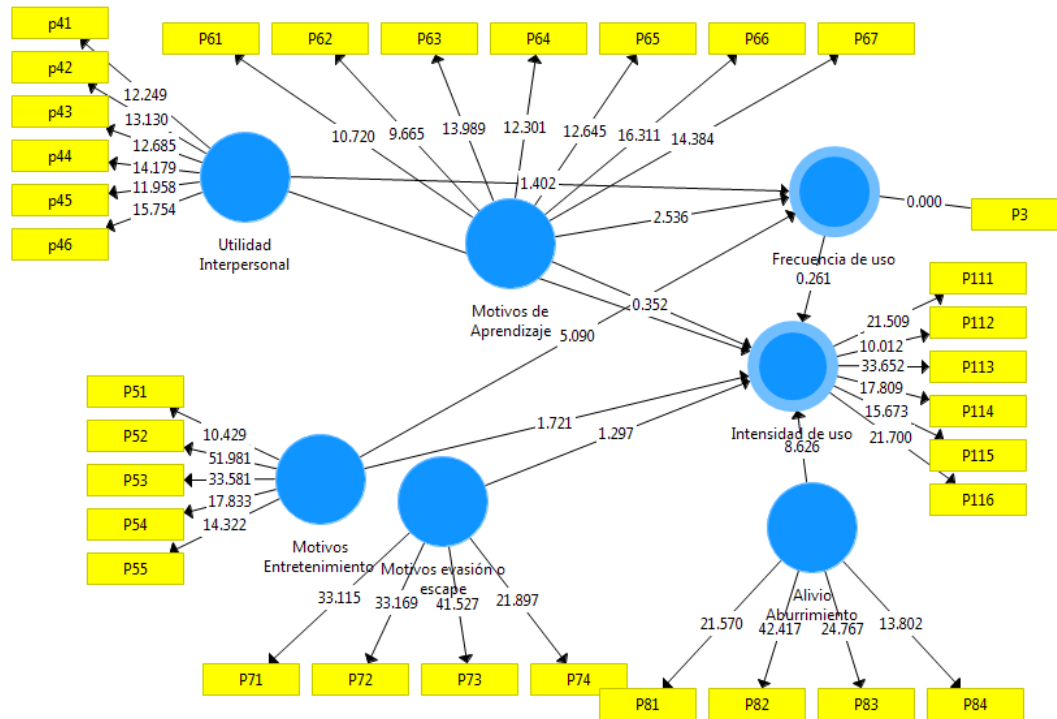 p41
p42
p43
p44
p45
p46
P61
P62
P63
P64
P65
P66
P67
12.249
13.130
12.685
14.179
11.958
15.754
10.720
9.665
13.989
12.301
12.645
16.311
14.384
Utilidad
Interpersonal
Motivos de
Aprendizaje
1.402
2.536
0.000
P3
Frecuencia de uso
0.261
0.352
5.090
1.721
1.297
Intensidad de uso
8.626
21.509
10.012
33.652
17.809
15.673
21.700
P111
P112
P113
P114
P115
P116
P51
P52
P53
P54
P55
10.429
51.981
33.581
17.833
14.322
Motivos
Entretenimiento
Motivos evasión o
escape
Alivio
Aburrimiento
33.115
33.169
41.527
21.897
21.570
42.417
24.767
13.802
P71
P72
P73
P74
P81
P82
P83
P84